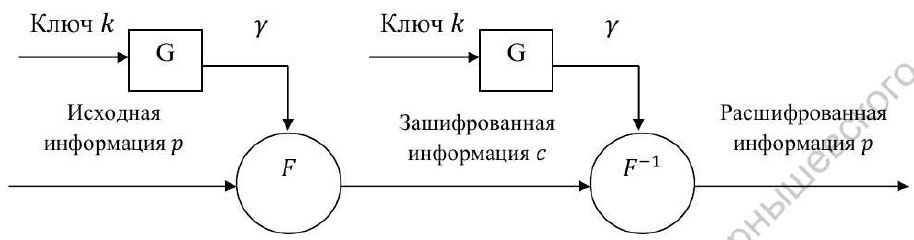 Ключ k
γ
Ключ k
γ
G
G
Исходная
информация p
Зашифрованная
информация c
Расшифрованная
информация p
F
F⁻¹